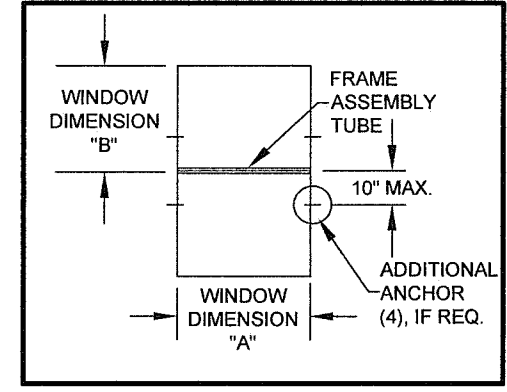 WINDOW
DIMENSION
"B"
FRAME
ASSEMBLY
TUBE
10" MAX.
ADDITIONAL
ANCHOR
(4), IF REQ.
WINDOW
DIMENSION
"A"